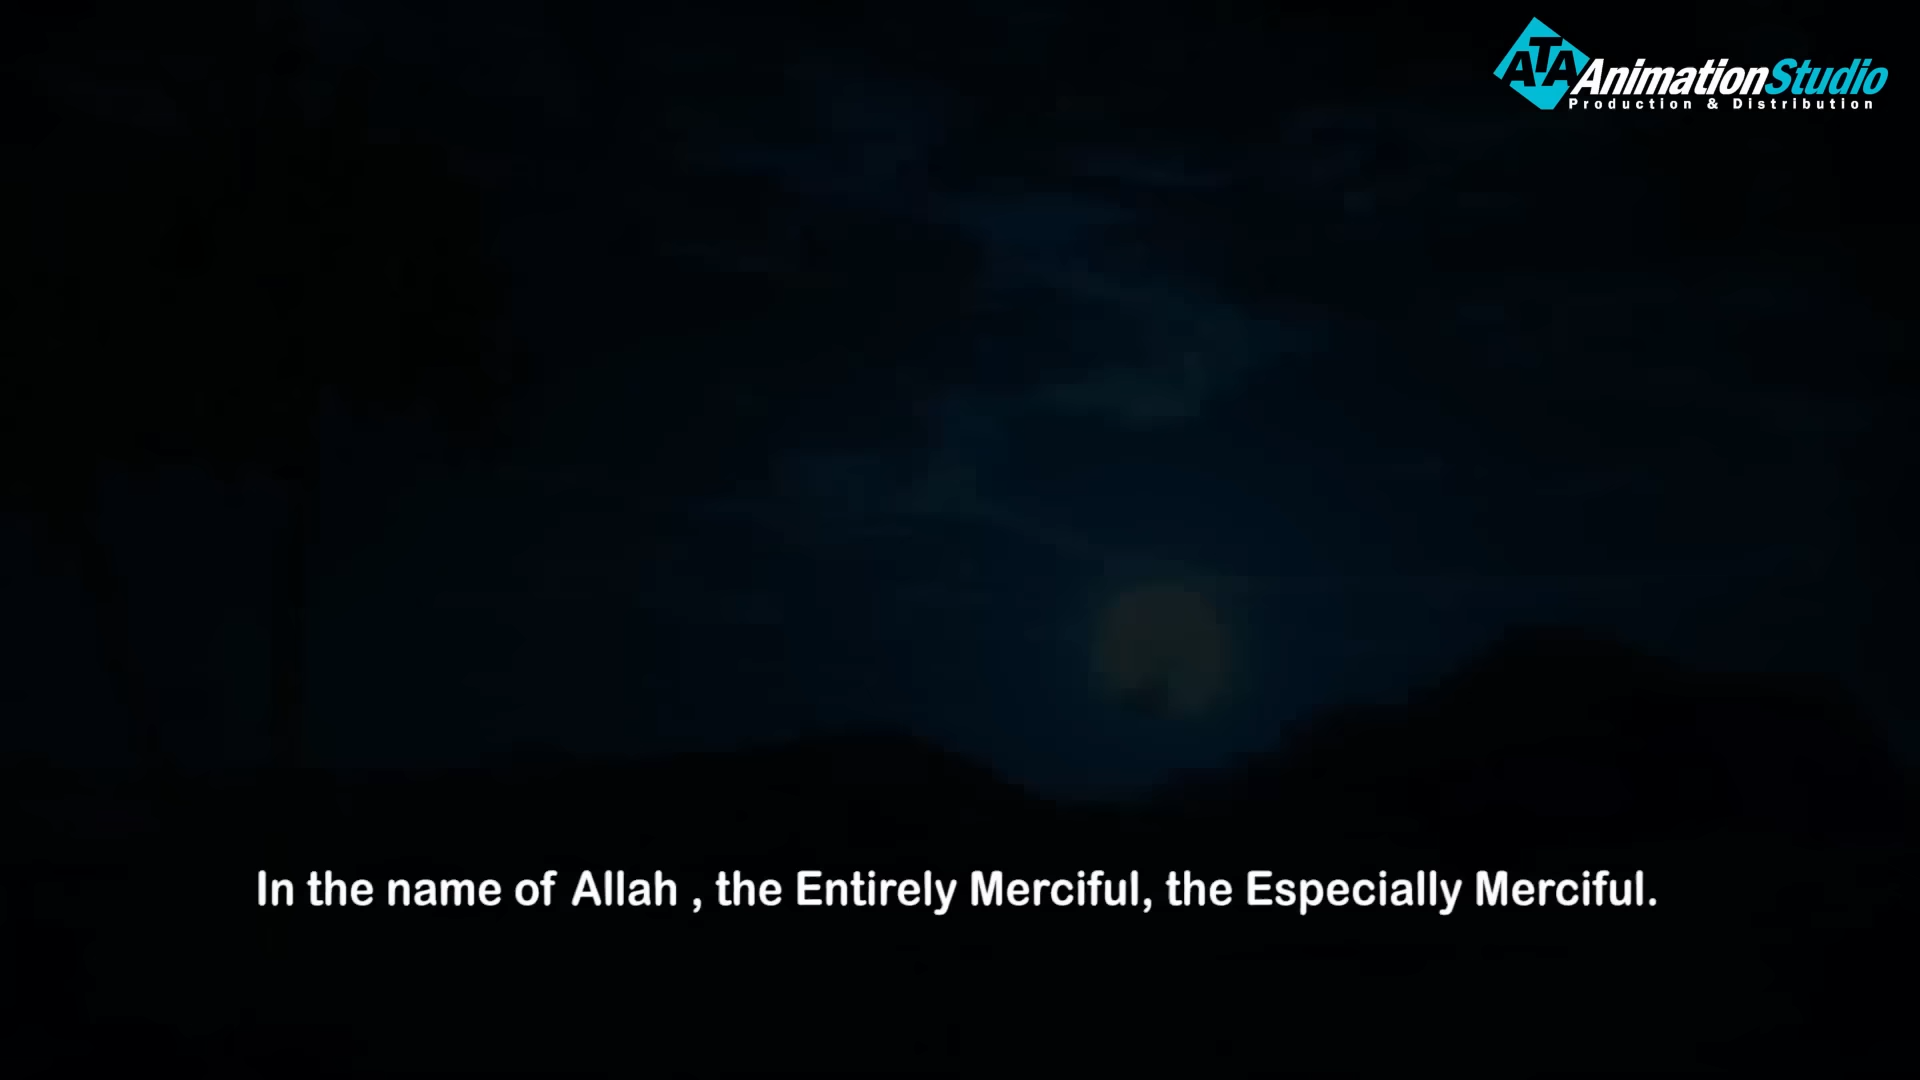 ATA AnimationStudio
Production & Distribution
In the name of Allah , the Entirely Merciful, the Especially Merciful.